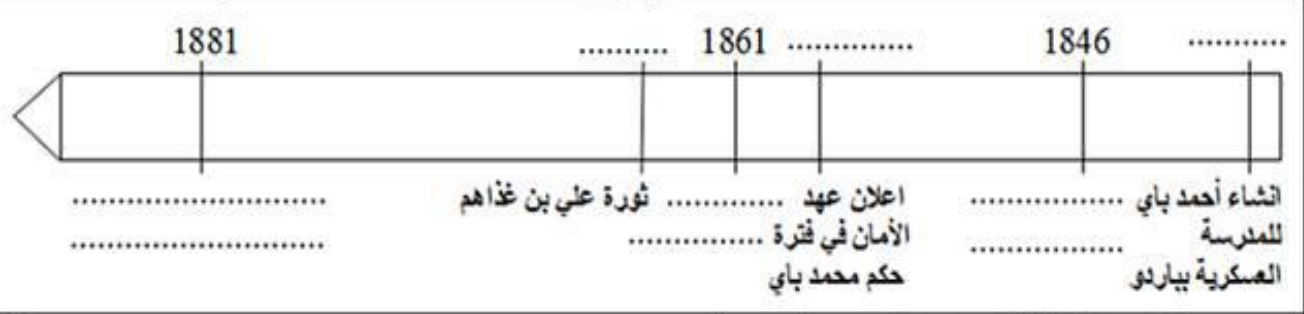 ........... 1846 ............. 1861 .......... 1881
انشاء أحمد باي .................. اعلان عهد ............. ثورة علي بن غذاهم ..............................
للمدرسة .................. الأمان في فترة ............... ..............................
العسكرية بباردو حكم محمد باي